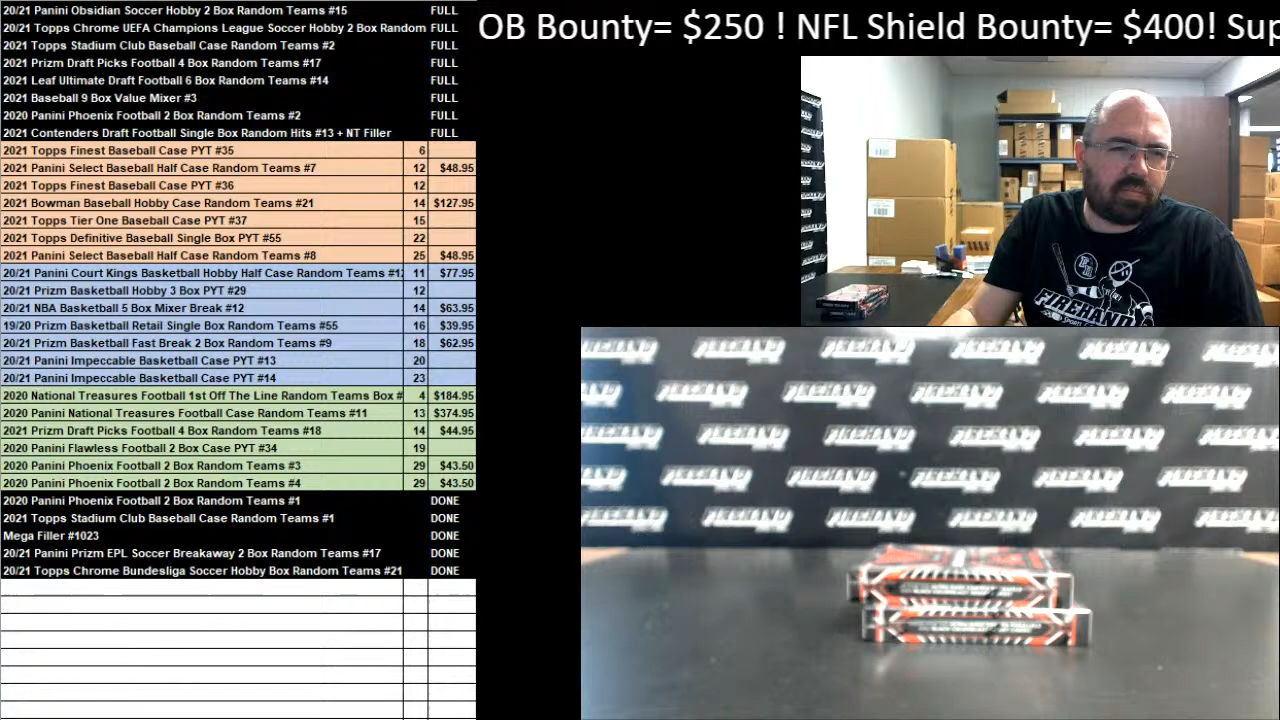 20/21 Panini Obsidian Soccer Hobby 2 Box Random Teams #15 FULL
20/21 Topps Chrome UEFA Champions League Soccer Hobby 2 Box Random FULL
2021 Topps Stadium Club Baseball Case Random Teams #2 FULL
2021 Prizm Draft Picks Football 4 Box Random Teams #17 FULL
2021 Leaf Ultimate Draft Football 6 Box Random Teams #14 FULL
2021 Baseball 9 Box Value Mixer #3 FULL
2020 Panini Phoenix Football 2 Box Random Teams #2 FULL
2021 Contenders Draft Football Single Box Random Hits #13 + NT Filler FULL
2021 Topps Finest Baseball Case PYT #35 6
2021 Panini Select Baseball Half Case Random Teams #7 12 $48.95
2021 Topps Finest Baseball Case PYT #36 12
2021 Bowman Baseball Hobby Case Random Teams #21 14 $127.95
2021 Topps Tier One Baseball Case PYT #37 15
2021 Topps Definitive Baseball Single Box PYT #55 22
2021 Panini Select Baseball Half Case Random Teams #8 25 $48.95
20/21 Panini Court Kings Basketball Hobby Half Case Random Teams #12 11 $77.95
20/21 Prizm Basketball Hobby 3 Box PYT #29 12
20/21 NBA Basketball 5 Box Mixer Break #12 14 $63.95
19/20 Prizm Basketball Retail Single Box Random Teams #55 16 $39.95
20/21 Prizm Basketball Fast Break 2 Box Random Teams #9 18 $62.95
20/21 Panini Impeccable Basketball Case PYT #13 20
20/21 Panini Impeccable Basketball Case PYT #14 23
2020 National Treasures Football 1st Off The Line Random Teams Box # 4 $184.95
2020 Panini National Treasures Football Case Random Teams #11 13 $374.95
2021 Prizm Draft Picks Football 4 Box Random Teams #18 14 $44.95
2020 Panini Flawless Football 2 Box Case PYT #34 19
2020 Panini Phoenix Football 2 Box Random Teams #3 29 $43.50
2020 Panini Phoenix Football 2 Box Random Teams #4 29 $43.50
2020 Panini Phoenix Football 2 Box Random Teams #1 DONE
2021 Topps Stadium Club Baseball Case Random Teams #1 DONE
Mega Filler #1023 DONE
20/21 Panini Prizm EPL Soccer Breakaway 2 Box Random Teams #17 DONE
20/21 Topps Chrome Bundesliga Soccer Hobby Box Random Teams #21 DONE
OB Bounty= $250 ! NFL Shield Bounty= $400! Sup
FIREHAND